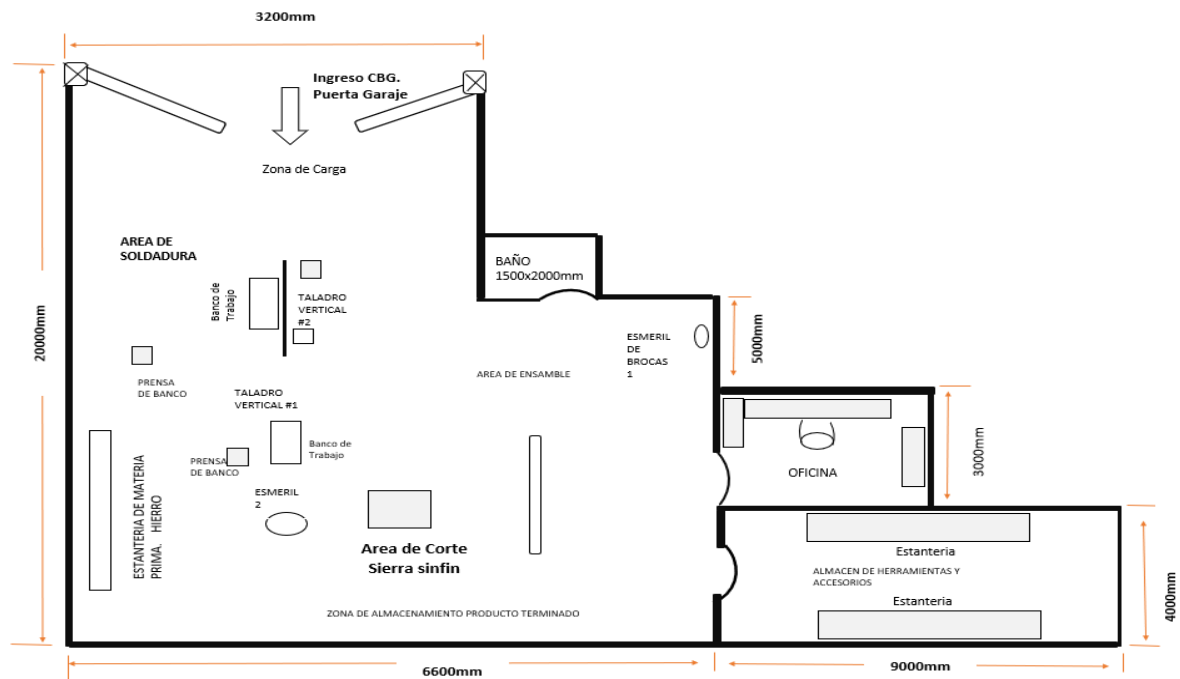 3200mm
Ingreso CBG.
Puerta Garaje
Zona de Carga
AREA DE
SOLDADURA
BAÑO
1500x2000mm
Banco de
Trabajo
TALADRO
VERTICAL
#2
20000mm
ESMERIL
DE
BROCAS
1
5000mm
AREA DE ENSAMBLE
PRENSA
DE BANCO
TALADRO
VERTICAL #1
Banco de
Trabajo
PRENSA
DE BANCO
3000mm
OFICINA
ESTANTERIA DE MATERIA
PRIMA. HIERRO
ESMERIL
2
Area de Corte
Sierra sinfin
Estanteria
ALMACEN DE HERRAMIENTAS Y
ACCESORIOS
Estanteria
4000mm
ZONA DE ALMACENAMIENTO PRODUCTO TERMINADO
6600mm
9000mm